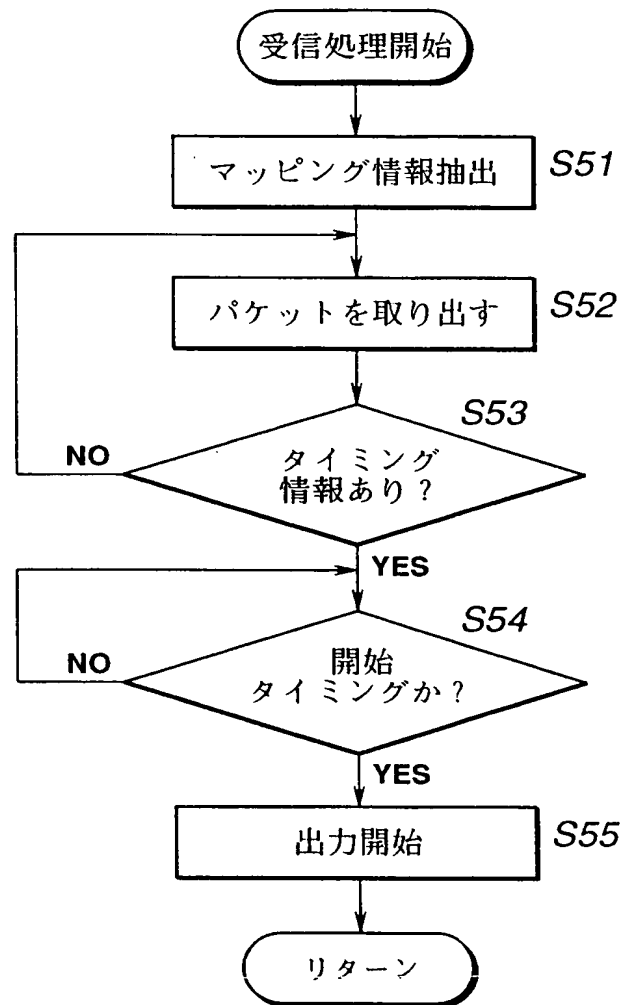 受信処理開始
マッピング情報抽出
S51
パケットを取り出す
S52
S53
タイミング
情報あり?
NO
YES
S54
開始
タイミングか?
NO
YES
出力開始
S55
リターン